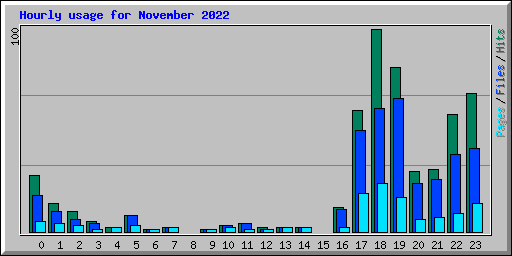 Hourly usage for November 2022
100
Pages/Files/Hits
0 1 2 3 4 5 6 7 8 9 10 11 12 13 14 15 16 17 18 19 20 21 22 23